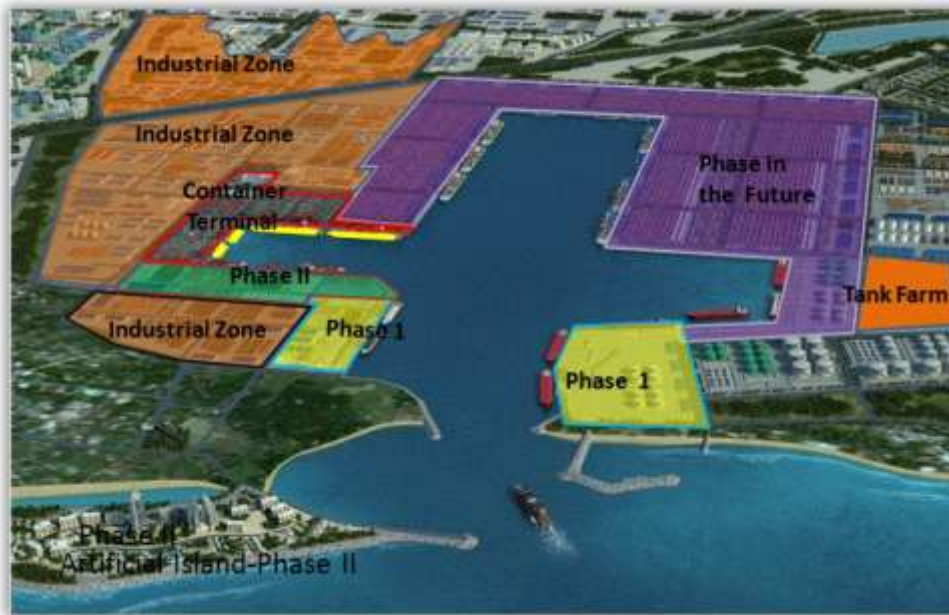 Industrial Zone
Industrial Zone
Container
Terminal
Phase in
the Future
Phase II
Tank Farm
Industrial Zone
Phase 1
Phase 1
Phase II
Artificial Island-Phase II